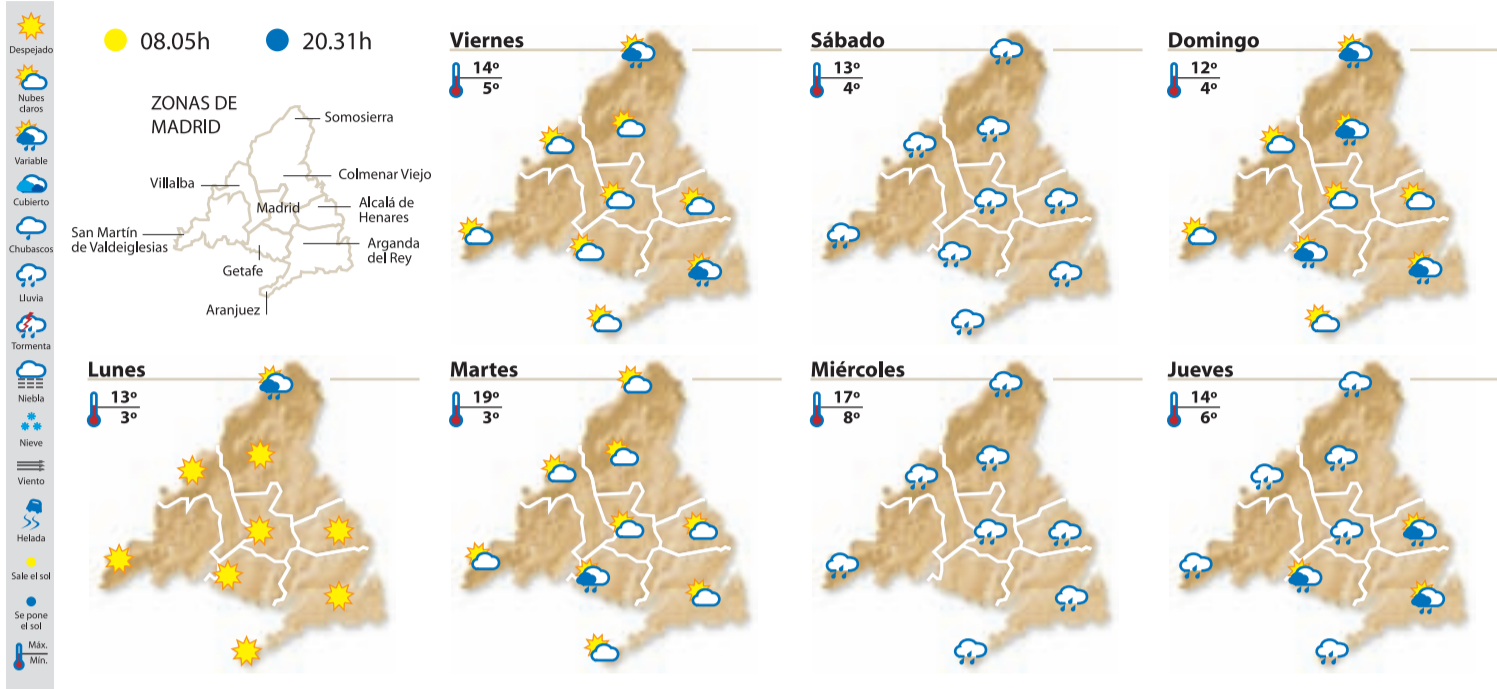 Despejado
Nubes
claros
Variable
Cubierto
Chubascos
Lluvia
Tormenta
Niebla
Nieve
Viento
Helada
Sale el sol
Se pone
el sol
Máx.
Mín.
08.05h
20.31h
ZONAS DE
MADRID
Somosierra
Colmenar Viejo
Villalba
Madrid
Alcalá de
Henares
San Martín
de Valdeiglesias
Arganda
del Rey
Getafe
Aranjuez
Viernes
14º
5º
Sábado
13º
4º
Domingo
12º
4º
Lunes
13º
3º
Martes
19º
3º
Miércoles
17º
8º
Jueves
14º
6º